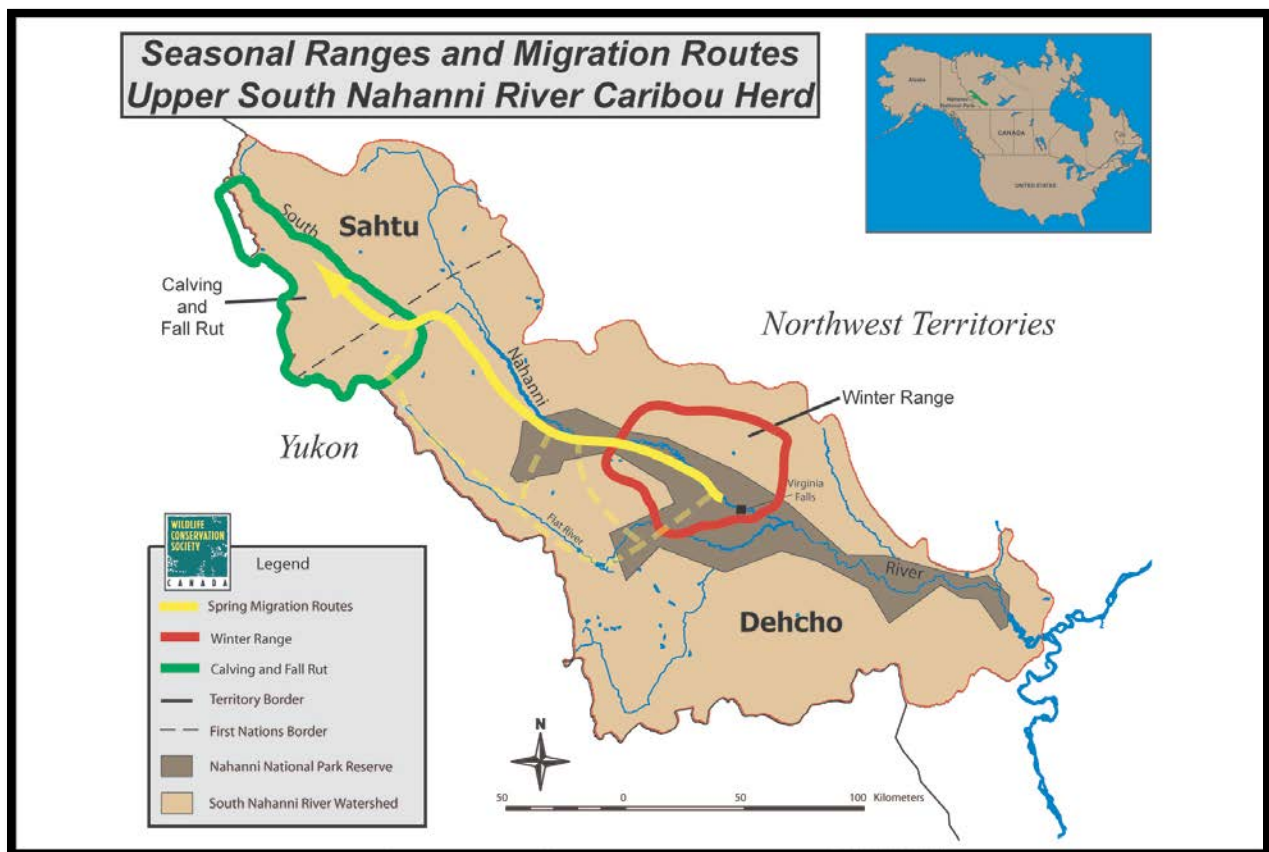 Seasonal Ranges and Migration Routes
Upper South Nahanni River Caribou Herd
Alaska
Nahanni
National Park
CANADA
UNITED STATES
South
Sahtu
Calving
and
Fall Rut
Northwest Territories
Nahanni
Winter Range
Yukon
Virginia
Falls
Flat River
River
Dehcho
WILDLIFE
CONSERVATION
SOCIETY
CANADA
Legend
Spring Migration Routes
Winter Range
Calving and Fall Rut
Territory Border
First Nations Border
Nahanni National Park Reserve
South Nahanni River Watershed
N
50 0 50 100 Kilometers